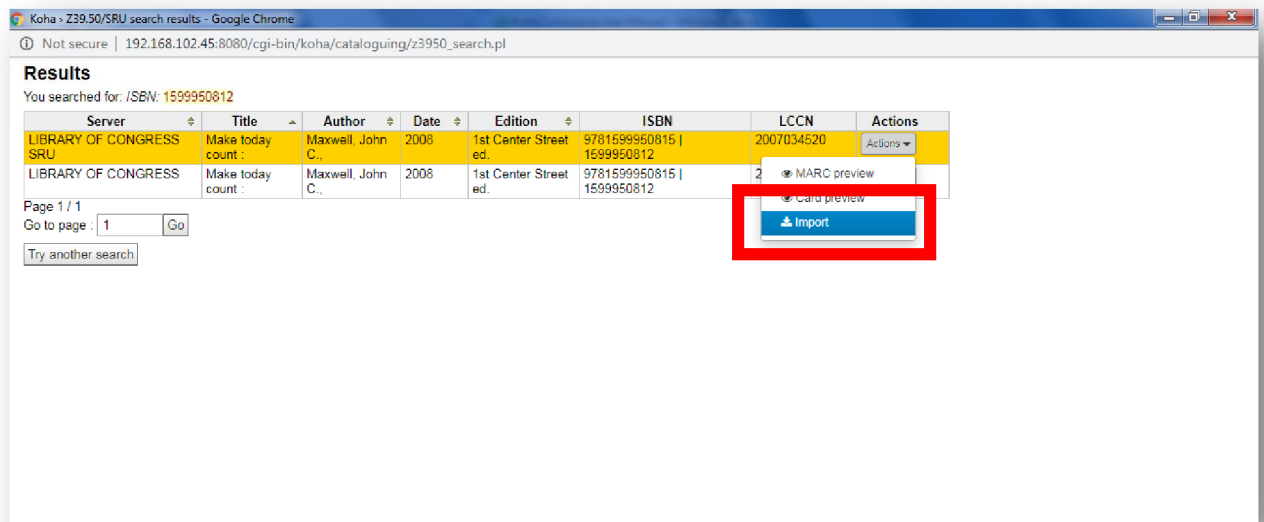 Koha › Z39.50/SRU search results - Google Chrome
Not secure | 192.168.102.45:8080/cgi-bin/koha/cataloguing/z3950_search.pl
Results
You searched for: ISBN: 1599950812
Server Title Author Date Edition ISBN LCCN Actions
LIBRARY OF CONGRESS Make today Maxwell, John 2008 1st Center Street 9781599950815 | 2007034520 Actions
SRU count : C., ed. 1599950812
LIBRARY OF CONGRESS Make today Maxwell, John 2008 1st Center Street 9781599950815 | 2 MARC preview
count : C., ed. 1599950812
Card preview
Page 1 / 1
Go to page : 1 Go
Import
Try another search